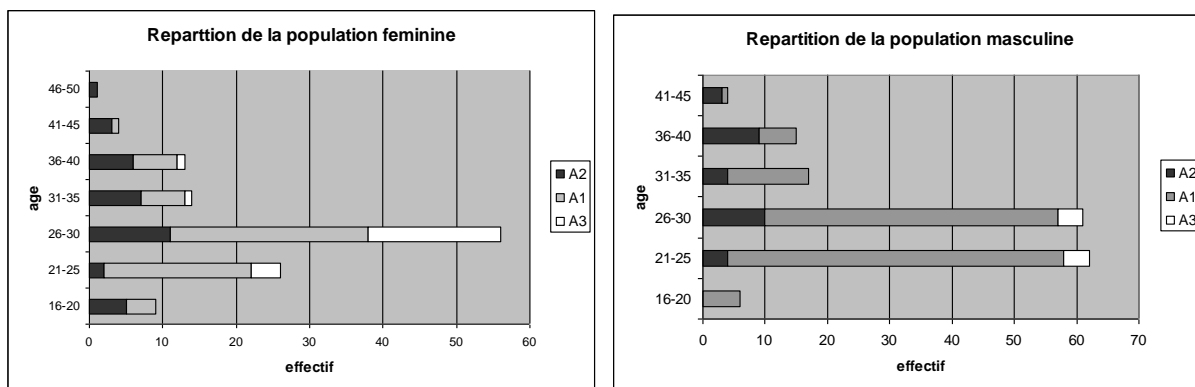 Reparttion de la population feminine
46-50
41-45
36-40
31-35
26-30
21-25
16-20
age
0 10 20 30 40 50 60
effectif
A2
A1
A3
Repartition de la population masculine
41-45
36-40
31-35
26-30
21-25
16-20
age
0 10 20 30 40 50 60 70
effectif
A2
A1
A3